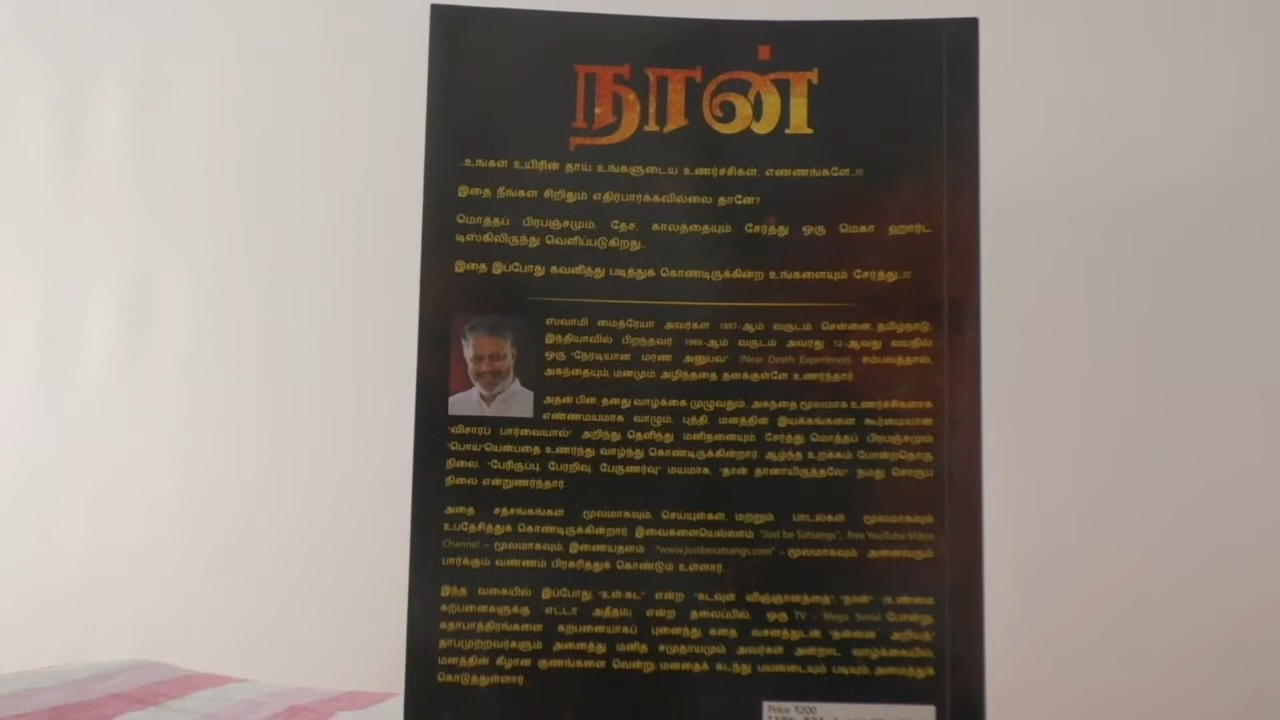 நான்
..உங்கள் உயிரின் தாய் உங்களுடைய உணர்ச்சிகள், எண்ணங்களே..!!!
இதை நீங்கள் சிறிதும் எதிர்பார்க்கவில்லை தானே?
மொத்தப் பிரபஞ்சமும், தேச, காலத்தையும் சேர்த்து ஒரு மெகா ஹார்ட்
டிஸ்கிலிருந்து வெளிப்படுகிறது..
இதை இப்போது கவனித்து படித்துக் கொண்டிருக்கின்ற உங்களையும் சேர்த்து..!!!
ஸ்வாமி மைத்ரேயா அவர்கள் 1957-ஆம் வருடம் சென்னை, தமிழ்நாடு,
இந்தியாவில் பிறந்தவர். 1969-ஆம் வருடம் அவரது 12-ஆவது வயதில்
ஒரு "நேரடியான மரண அனுபவ" (Near Death Experience) சம்பவத்தால்,
அகந்தையும், மனமும் அழிந்ததை தனக்குள்ளே உணர்ந்தார்.
அதன் பின், தனது வாழ்க்கை முழுவதும், அகந்தை மூலமாக உணர்ச்சிகளாக
எண்ணமயமாக வாழும், புத்தி, மனத்தின் இயக்கங்களை கூர்மையான
"விசாரப் பார்வையால்" அறிந்து, தெளிந்து மனிதனையும் சேர்த்து, மொத்தப் பிரபஞ்சமும்
"பொய்"யென்பதை உணர்ந்து வாழ்ந்து கொண்டிருக்கின்றார். ஆழ்ந்த உறக்கம் போன்றதொரு
நிலை, "பேரிருப்பு, பேரறிவு, பேருணர்வு" மயமாக, "தான் தானாயிருத்தலே" நமது சொரூப
நிலை என்றுணர்ந்தார்.
அதை சத்சங்கங்கள் மூலமாகவும், செய்யுள்கள், மற்றும் பாடல்கள் மூலமாகவும்
உபதேசித்துக் கொண்டிருக்கின்றார். இவைகளையெல்லாம் "Just be Satsangs", free YouTube Video
Channel – மூலமாகவும், இணையதளம் "www.justbesatsangs.com" – மூலமாகவும் அனைவரும்
பார்க்கும் வண்ணம் பிரசுரித்துக் கொண்டும் உள்ளார்.
இந்த வகையில் இப்போது, "உள்-கட" என்ற "கடவுள் விஞ்ஞானத்தை", "நான்" (உண்மை
கற்பனைகளுக்கு எட்டா அதீதம்) என்ற தலைப்பில், ஒரு TV - Mega Serial போன்று,
கதாபாத்திரங்களை கற்பனையாகப் புனைந்து, கதை வசனத்துடன் "தன்னை அறியத்"
தாபமுற்றவர்களும் அனைத்து மனித சமுதாயமும் அவர்கள் அன்றாட வாழ்க்கையில்,
மனத்தின் கீழான குணங்களை வென்று, மனதைக் கடந்து பயனடையும் படியும், அமைத்துக்
கொடுத்துள்ளார்.
Price ₹200